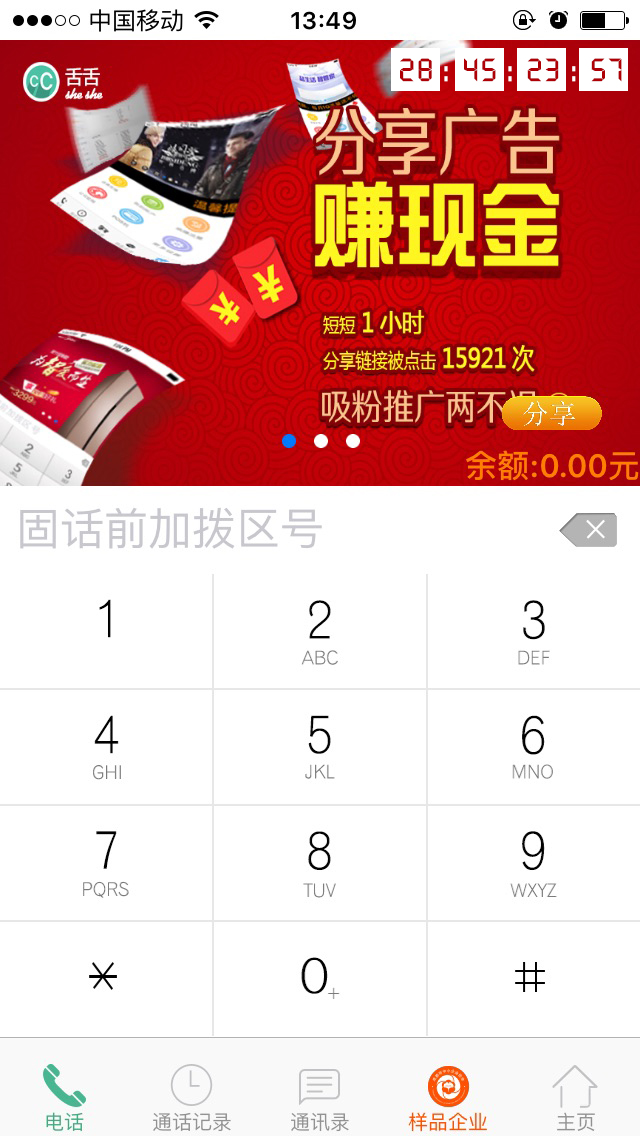 中国移动
13:49
舌舌
she she
28:45:23:57
分享广告
赚现金
短短 1 小时
分享链接被点击 15921 次
吸粉推广两不
分享
余额:0.00元
固话前加拨区号
1
2
ABC
3
DEF
4
GHI
5
JKL
6
MNO
7
PQRS
8
TUV
9
WXYZ
*
0
+
#
电话
通话记录
通讯录
样品企业
主页